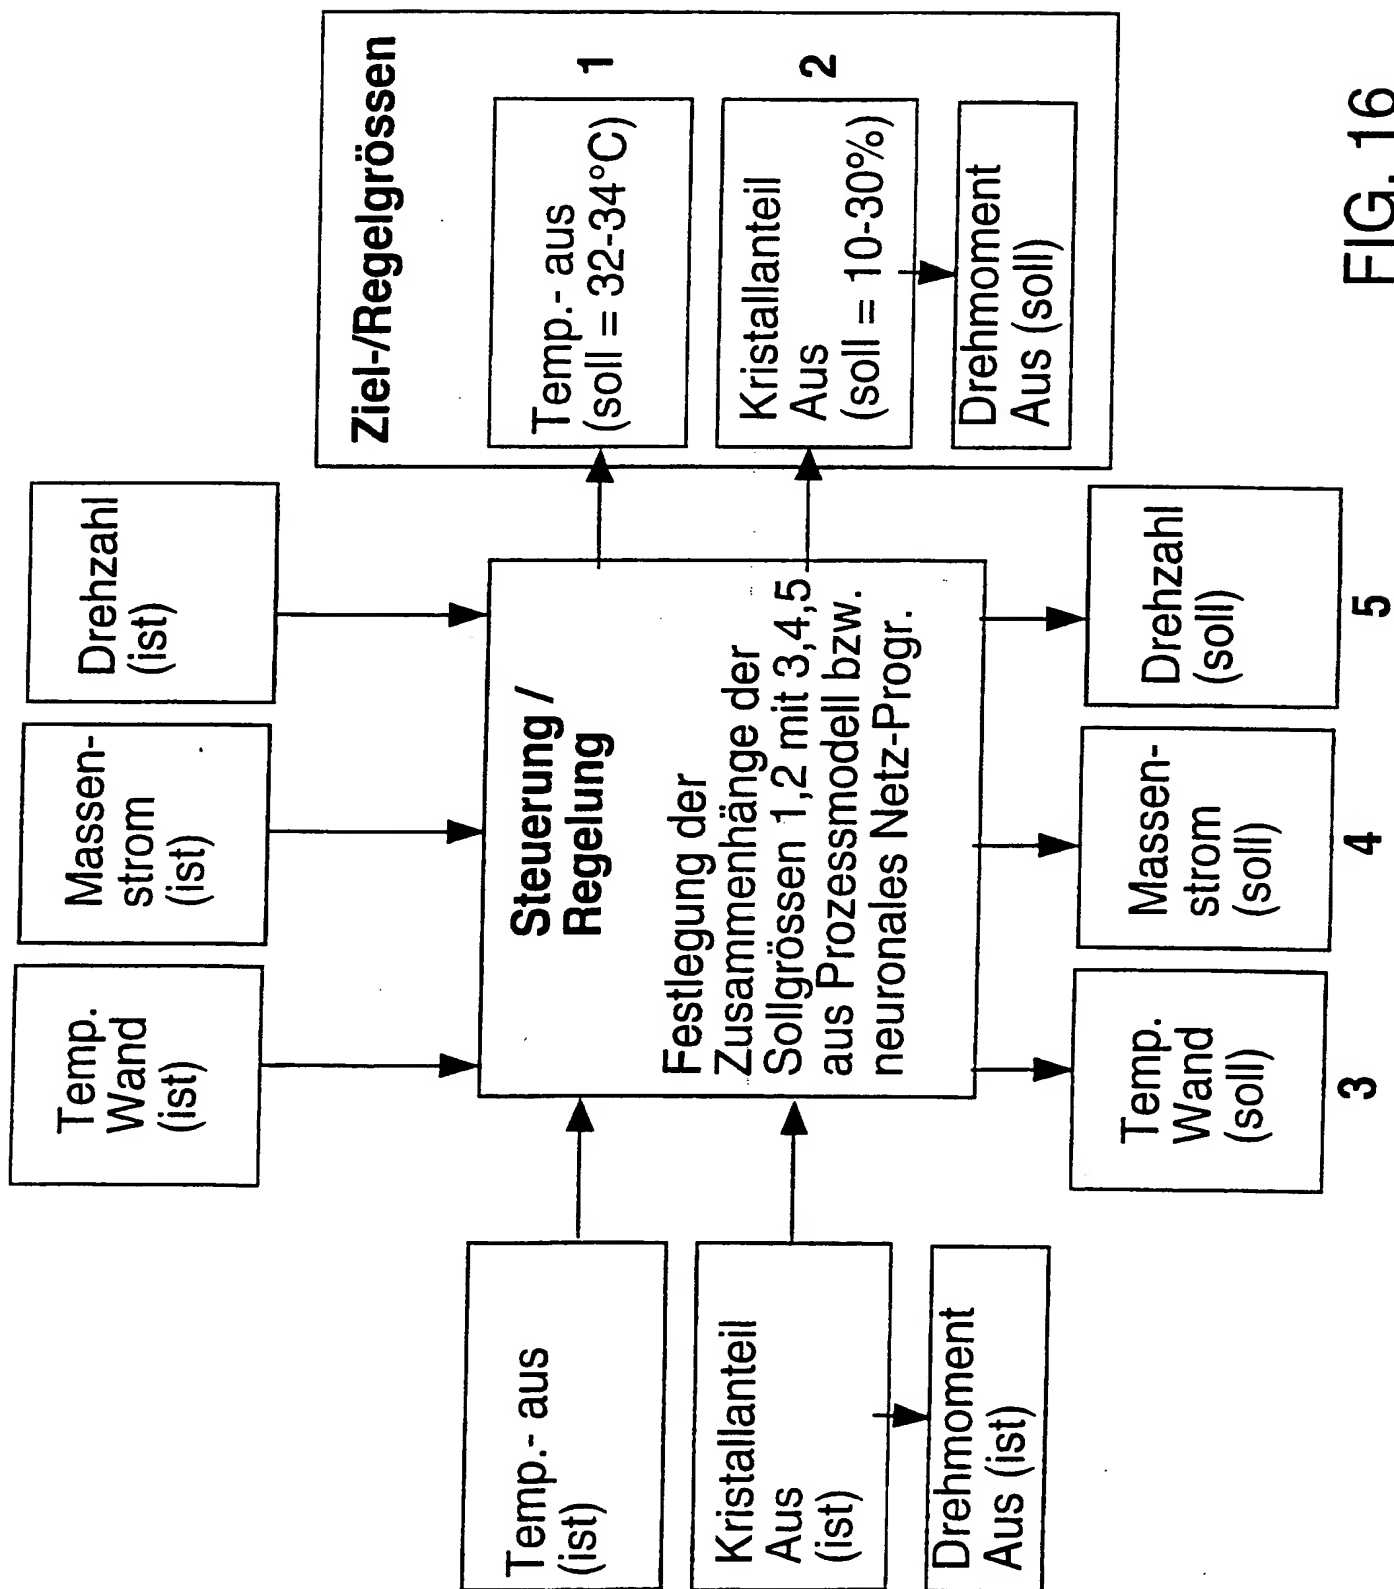 Temp.
Wand
(ist)
Massen-
strom
(ist)
Drehzahl
(ist)
Ziel-/Regelgrössen
Temp.- aus
(soll = 32-34°C)
1
Kristallanteil
Aus
(soll = 10-30%)
2
Drehmoment
Aus (soll)
Steuerung /
Regelung
Festlegung der
Zusammenhänge der
Sollgrössen 1,2 mit 3,4,5
aus Prozessmodell bzw.
neuronales Netz-Progr.
Temp.- aus
(ist)
Kristallanteil
Aus
(ist)
Drehmoment
Aus (ist)
Temp.
Wand
(soll)
3
Massen-
strom
(soll)
4
Drehzahl
(soll)
5
FIG. 16